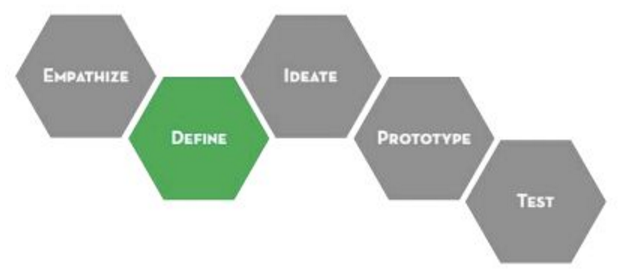 Empathize
Define
Ideate
Prototype
Test